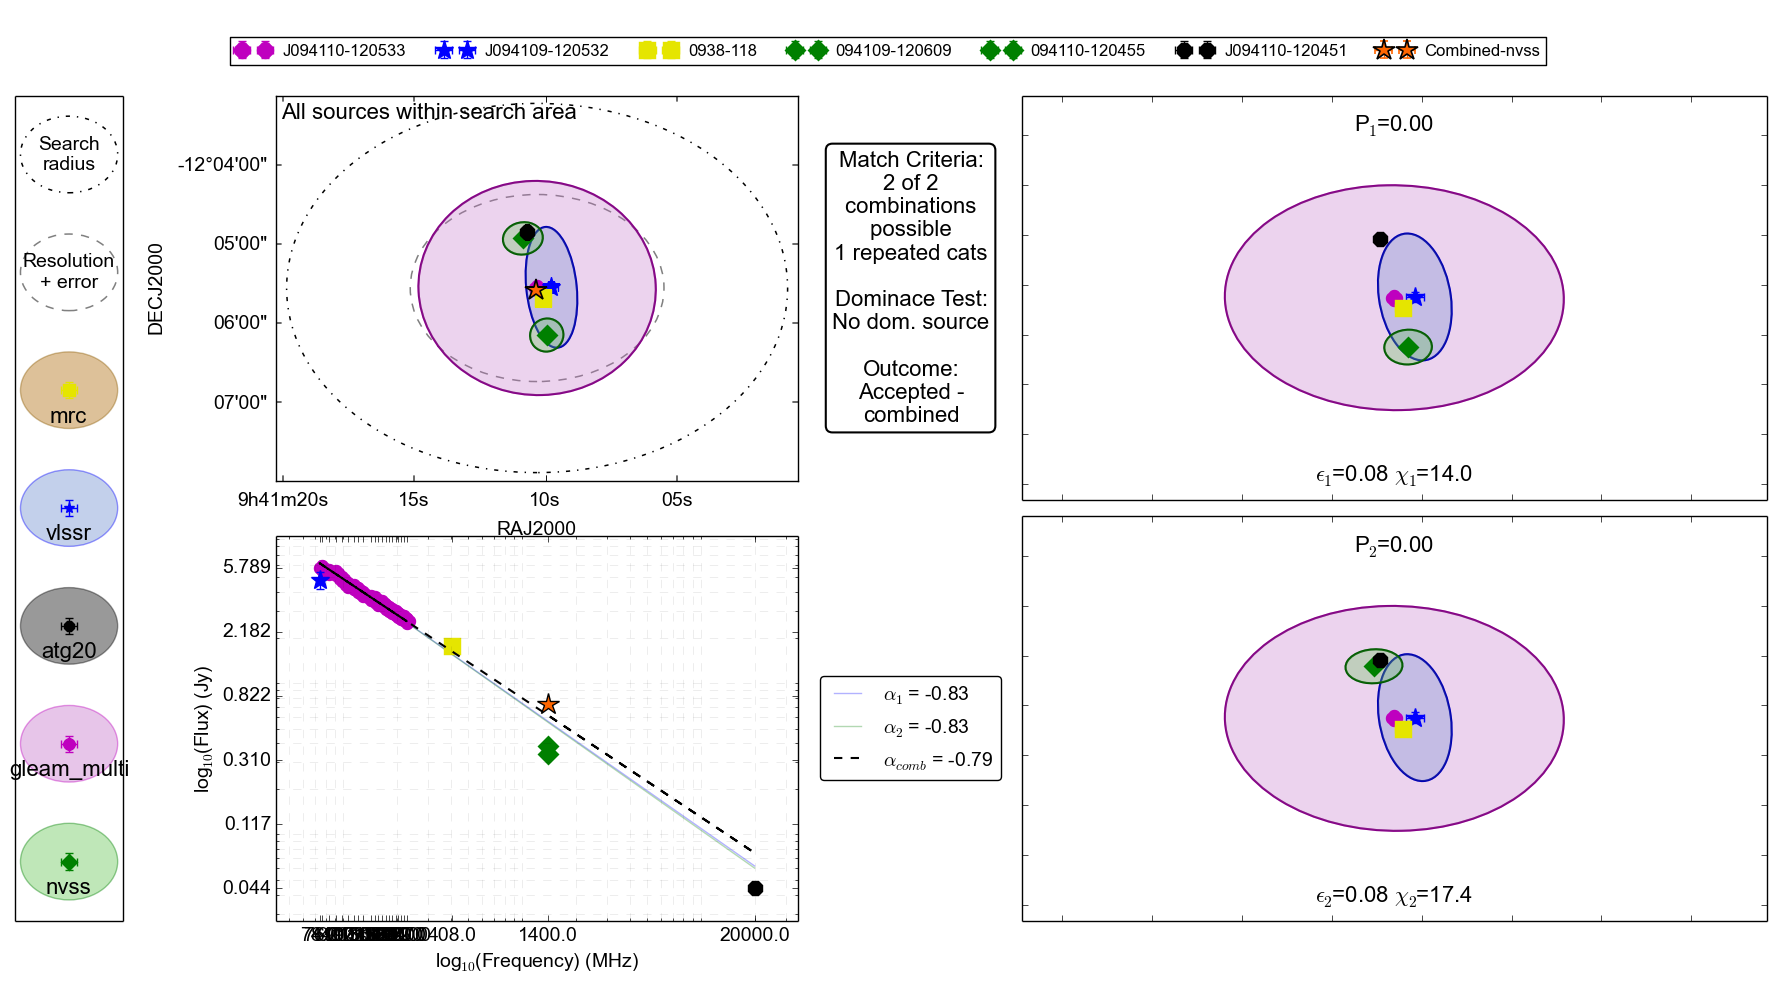 J094110-120533 J094109-120532 0938-118 094109-120609 094110-120455 J094110-120451 Combined-nvss
Search
radius
Resolution
+ error
mrc
vlssr
atg20
gleam_multi
nvss
All sources within search area
DECJ2000
-12°04'00"
05'00"
06'00"
07'00"
9h41m20s 15s 10s 05s
RAJ2000
Match Criteria:
2 of 2
combinations
possible
1 repeated cats
Dominace Test:
No dom. source
Outcome:
Accepted -
combined
P1=0.00
ϵ1=0.08 χ1=14.0
log10(Flux) (Jy)
5.789
2.182
0.822
0.310
0.117
0.044
1400.0 20000.0
log10(Frequency) (MHz)
α1 = -0.83
α2 = -0.83
αcomb = -0.79
P2=0.00
ϵ2=0.08 χ2=17.4